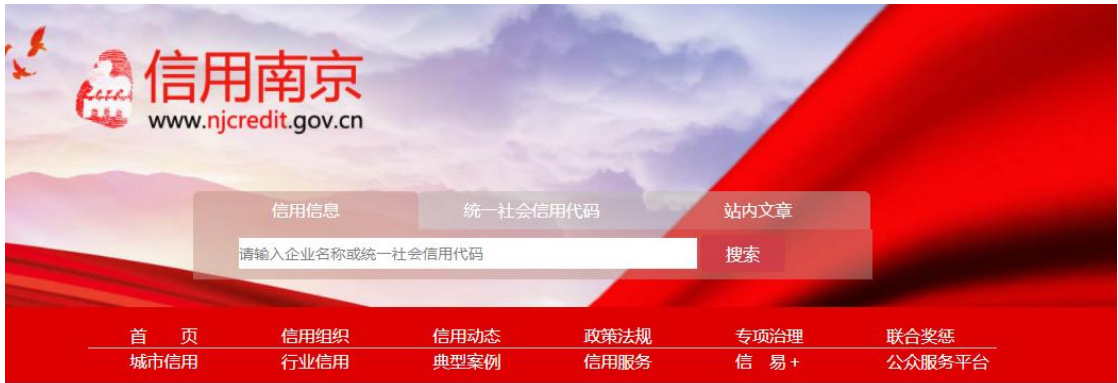 信用南京
www.njcredit.gov.cn
信用信息 统一社会信用代码 站内文章
请输入企业名称或统一社会信用代码 搜索
首 页 信用组织 信用动态 政策法规 专项治理 联合奖惩
城市信用 行业信用 典型案例 信用服务 信 易+ 公众服务平台